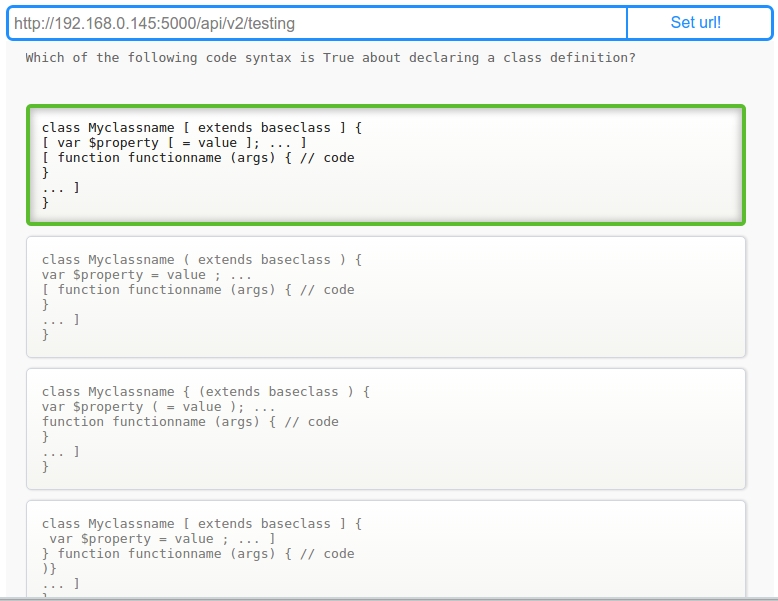 http://192.168.0.145:5000/api/v2/testing
Set url!
Which of the following code syntax is True about declaring a class definition?
class Myclassname [ extends baseclass ] {
[ var $property [ = value ]; ... ]
[ function functionname (args) { // code
}
... ]
}
class Myclassname ( extends baseclass ) {
var $property = value ; ...
[ function functionname (args) { // code
}
... ]
}
class Myclassname { (extends baseclass ) {
var $property ( = value ); ...
function functionname (args) { // code
}
... ]
}
class Myclassname [ extends baseclass ] {
var $property = value ; ... ]
} function functionname (args) { // code
)}
... ]